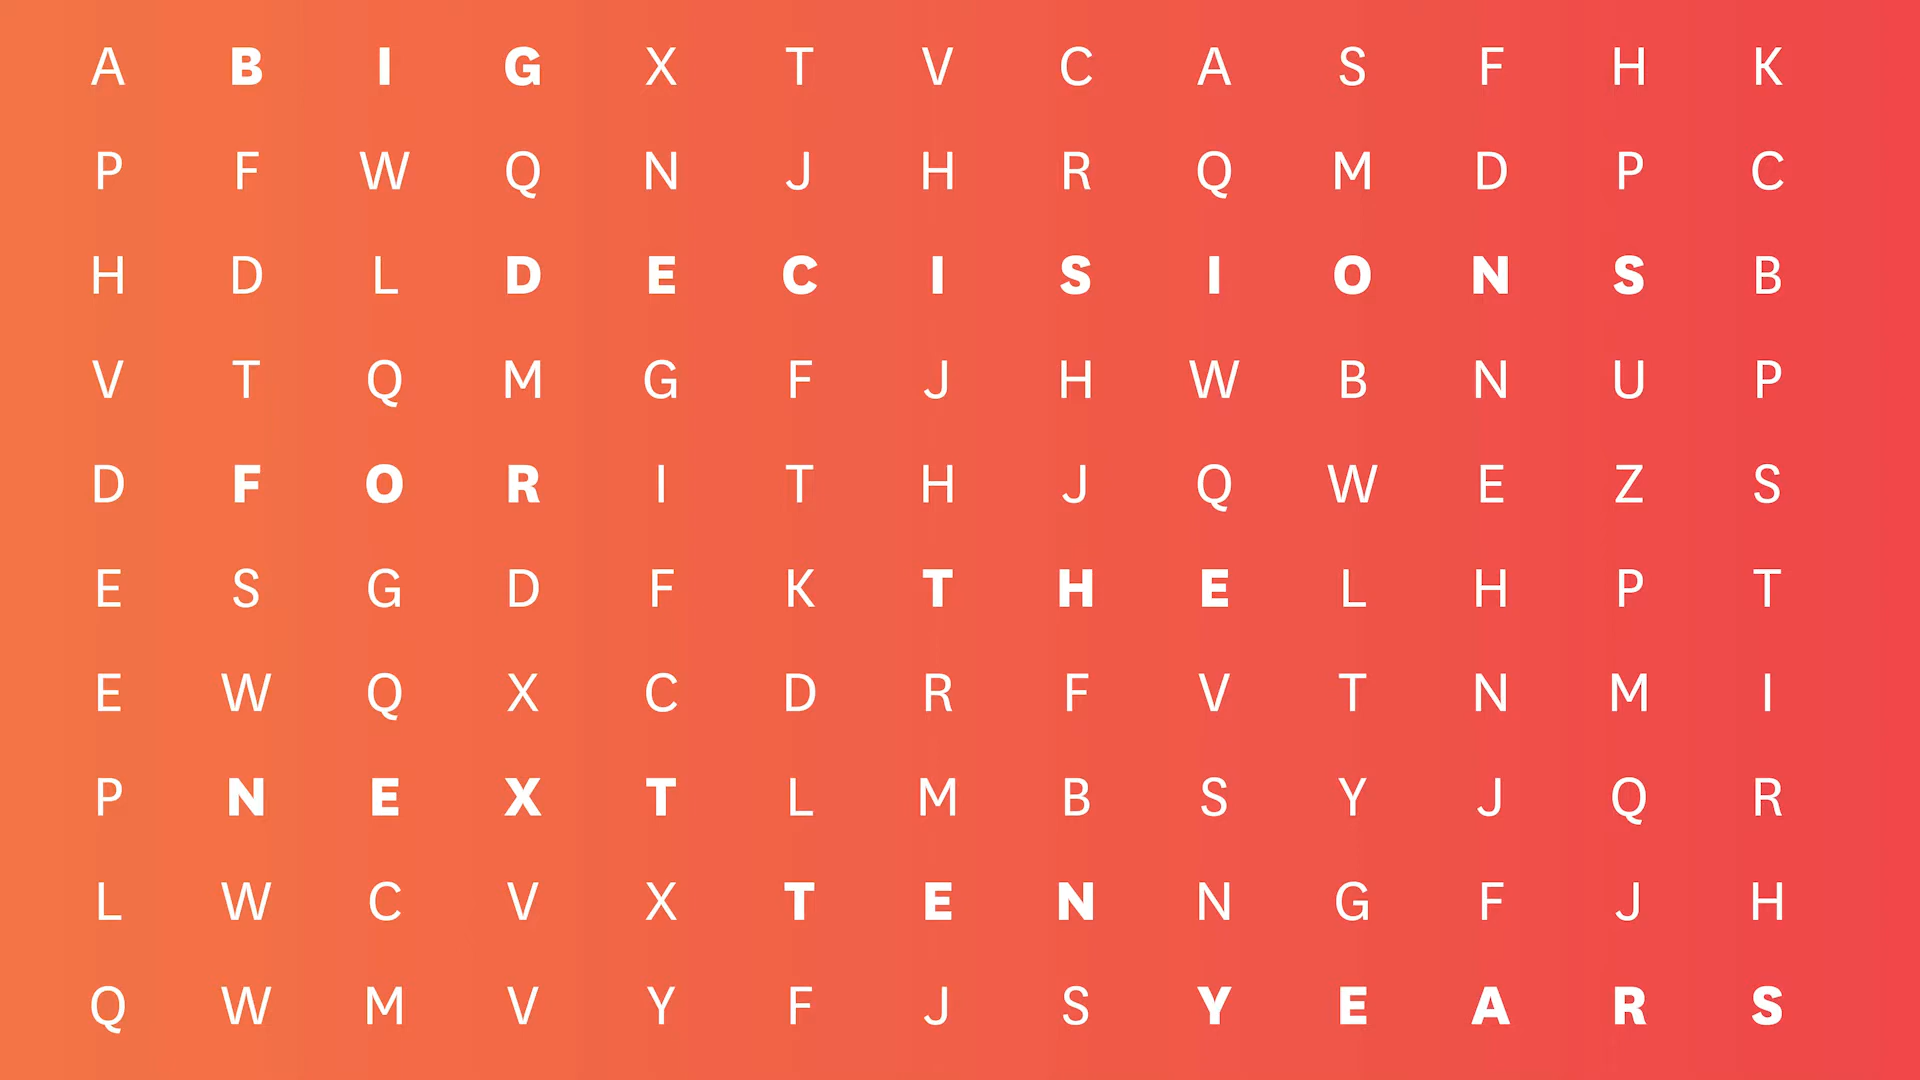 A B I G X T V C A S F H K
P F W Q N J H R Q M D P C
H D L D E C I S I O N S B
V T Q M G F J H W B N U P
D F O R I T H J Q W E Z S
E S G D F K T H E L H P T
E W Q X C D R F V T N M I
P N E X T L M B S Y J Q R
L W C V X T E N N G F J H
Q W M V Y F J S Y E A R S